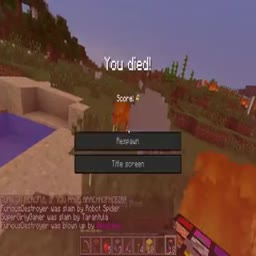 You died!
Score: 4
Respawn
Title screen
FuriousDestroyer was slain by Robot Spider
SuperGirlyGamer was slain by Tarantula
FuriousDestroyer was blown up by